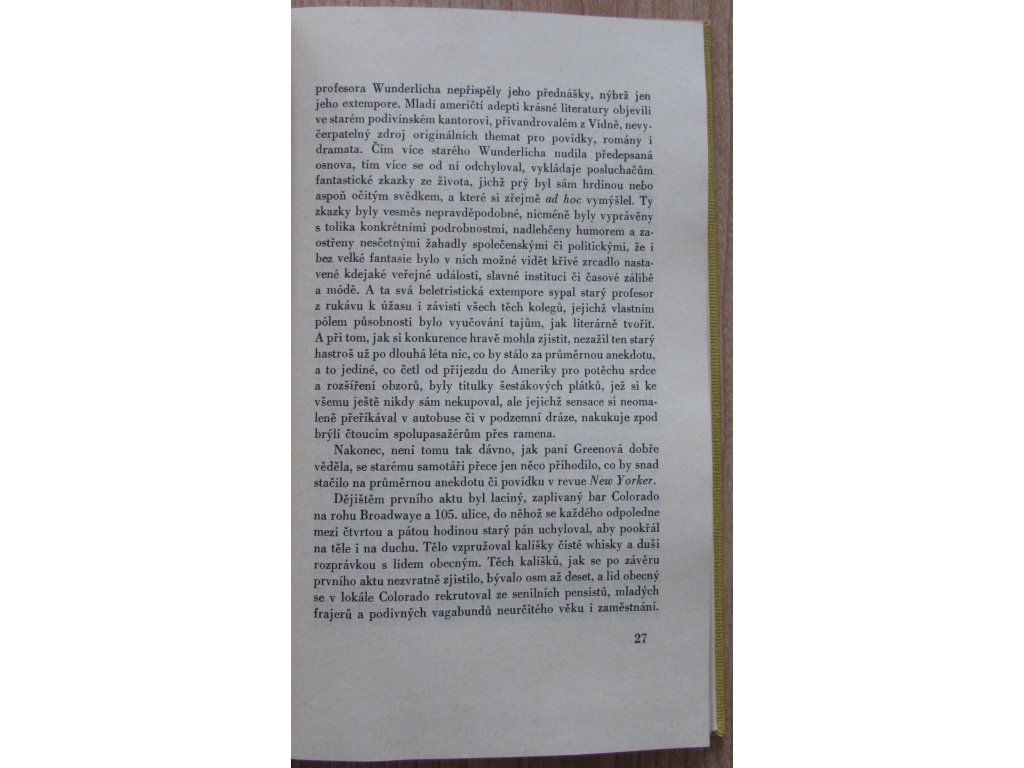 profesora Wunderlicha nepřispěly jeho přednášky, nýbrž jen
jeho extempore. Mladí američtí adepti krásné literatury objevili
ve starém podivínském kantorovi, přivandrovalém z Vídně, nevy-
čerpatelný zdroj originálních themat pro povídky, romány i
dramata. Čím více starého Wunderlicha nudila předepsaná
osnova, tím více se od ní odchyloval, vykládaje posluchačům
fantastické zkazky ze života, jichž prý byl sám hrdinou nebo
aspoň očitým svědkem, a které si zřejmě ad hoc vymýšlel. Ty
zkazky byly vesměs nepravděpodobné, nicméně byly vyprávěny
s tolika konkrétními podrobnostmi, nadlehčeny humorem a za-
ostřeny nesčetnými žahadly společenskými či politickými, že i
bez velké fantasie bylo v nich možné vidět křivé zrcadlo nasta-
vené kdejaké veřejné události, slavné instituci či časové zálibě
a módě. A ta svá beletristická extempore sypal starý profesor
z rukávu k úžasu i závisti všech těch kolegů, jejichž vlastním
pólem působnosti bylo vyučování tajům, jak literárně tvořit.
A při tom, jak si konkurence hravě mohla zjistit, nezažil ten starý
hastroš už po dlouhá léta nic, co by stálo za průměrnou anekdotu,
a to jediné, co četl od příjezdu do Ameriky pro potěchu srdce
a rozšíření obzorů, byly titulky šestákových plátků, jež si ke
všemu ještě nikdy sám nekupoval, ale jejichž sensace si neoma-
leně přeříkával v autobuse či v podzemní dráze, nakukuje zpod
brýlí čtoucím spolupasažérům přes ramena.
Nakonec, není tomu tak dávno, jak paní Greenová dobře
věděla, se starému samotáři přece jen něco přihodilo, co by snad
stačilo na průměrnou anekdotu či povídku v revue New Yorker.
Dějištěm prvního aktu byl laciný, zaplivaný bar Colorado
na rohu Broadwaye a 105. ulice, do něhož se každého odpoledne
mezi čtvrtou a pátou hodinou starý pán uchyloval, aby pookřál
na těle i na duchu. Tělo vzpružoval kalíšky čisté whisky a duši
rozprávkou s lidem obecným. Těch kalíšků, jak se po závěru
prvního aktu nezvratně zjistilo, bývalo osm až deset, a lid obecný
se v lokále Colorado rekrutoval ze senilních pensistů, mladých
frajerů a podivných vagabundů neurčitého věku i zaměstnání.
27